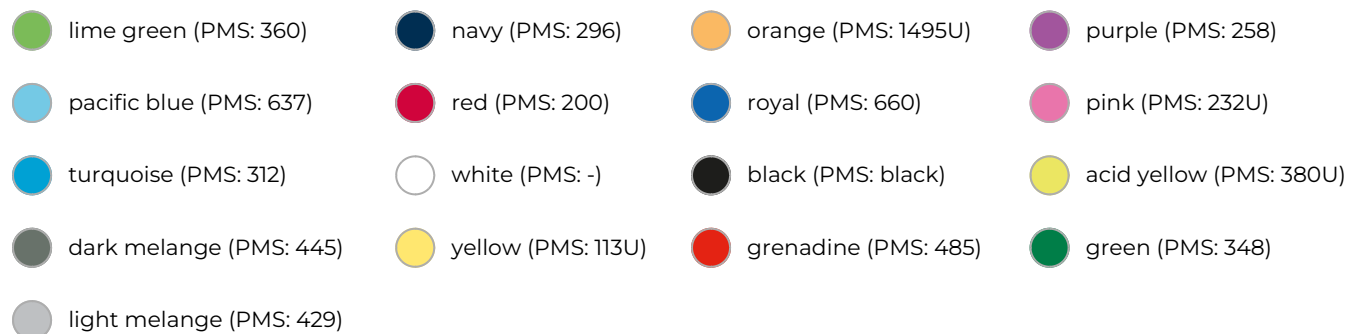 lime green (PMS: 360)
navy (PMS: 296)
orange (PMS: 1495U)
purple (PMS: 258)
pacific blue (PMS: 637)
red (PMS: 200)
royal (PMS: 660)
pink (PMS: 232U)
turquoise (PMS: 312)
white (PMS: -)
black (PMS: black)
acid yellow (PMS: 380U)
dark melange (PMS: 445)
yellow (PMS: 113U)
grenadine (PMS: 485)
green (PMS: 348)
light melange (PMS: 429)